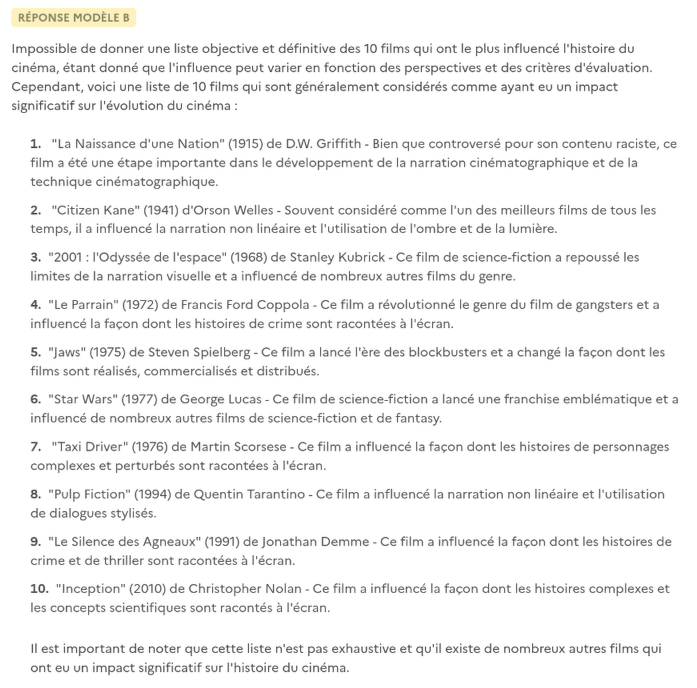 RÉPONSE MODÈLE B
Impossible de donner une liste objective et définitive des 10 films qui ont le plus influencé l'histoire du
cinéma, étant donné que l'influence peut varier en fonction des perspectives et des critères d'évaluation.
Cependant, voici une liste de 10 films qui sont généralement considérés comme ayant eu un impact
significatif sur l'évolution du cinéma :
1. "La Naissance d'une Nation" (1915) de D.W. Griffith - Bien que controversé pour son contenu raciste, ce
film a été une étape importante dans le développement de la narration cinématographique et de la
technique cinématographique.
2. "Citizen Kane" (1941) d'Orson Welles - Souvent considéré comme l'un des meilleurs films de tous les
temps, il a influencé la narration non linéaire et l'utilisation de l'ombre et de la lumière.
3. "2001 : l'Odyssée de l'espace" (1968) de Stanley Kubrick - Ce film de science-fiction a repoussé les
limites de la narration visuelle et a influencé de nombreux autres films du genre.
4. "Le Parrain" (1972) de Francis Ford Coppola - Ce film a révolutionné le genre du film de gangsters et a
influencé la façon dont les histoires de crime sont racontées à l'écran.
5. "Jaws" (1975) de Steven Spielberg - Ce film a lancé l'ère des blockbusters et a changé la façon dont les
films sont réalisés, commercialisés et distribués.
6. "Star Wars" (1977) de George Lucas - Ce film de science-fiction a lancé une franchise emblématique et a
influencé de nombreux autres films de science-fiction et de fantasy.
7. "Taxi Driver" (1976) de Martin Scorsese - Ce film a influencé la façon dont les histoires de personnages
complexes et perturbés sont racontées à l'écran.
8. "Pulp Fiction" (1994) de Quentin Tarantino - Ce film a influencé la narration non linéaire et l'utilisation
de dialogues stylisés.
9. "Le Silence des Agneaux" (1991) de Jonathan Demme - Ce film a influencé la façon dont les histoires de
crime et de thriller sont racontées à l'écran.
10. "Inception" (2010) de Christopher Nolan - Ce film a influencé la façon dont les histoires complexes et
les concepts scientifiques sont racontés à l'écran.
Il est important de noter que cette liste n'est pas exhaustive et qu'il existe de nombreux autres films qui
ont eu un impact significatif sur l'histoire du cinéma.